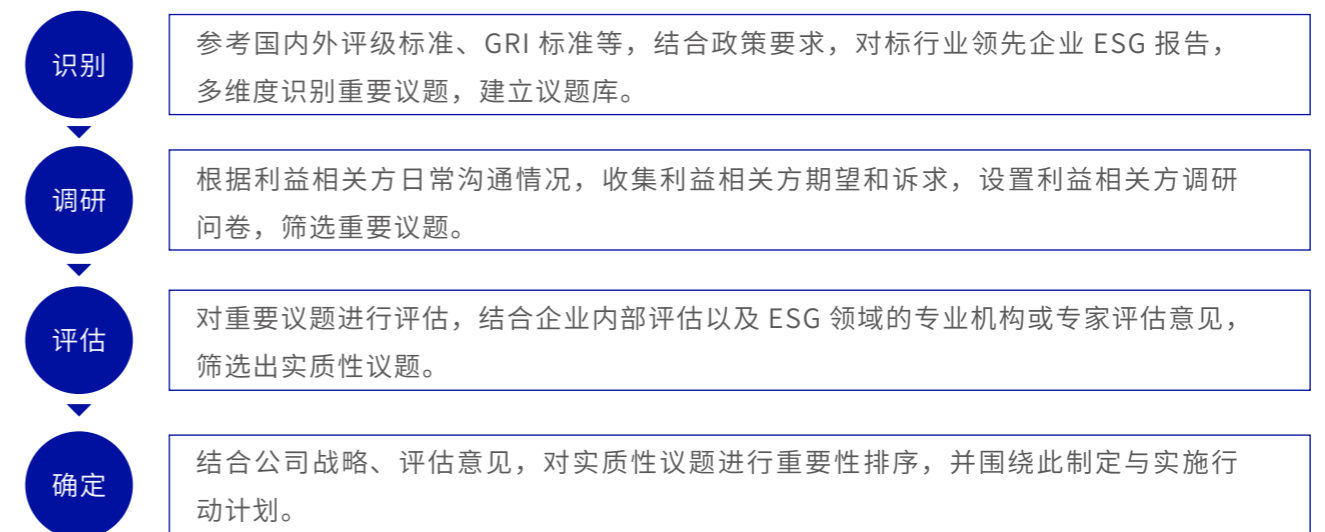 识别
参考国内外评级标准、GRI 标准等，结合政策要求，对标行业领先企业 ESG 报告，
多维度识别重要议题，建立议题库。
调研
根据利益相关方日常沟通情况，收集利益相关方期望和诉求，设置利益相关方调研
问卷，筛选重要议题。
评估
对重要议题进行评估，结合企业内部评估以及 ESG 领域的专业机构或专家评估意见，
筛选出实质性议题。
确定
结合公司战略、评估意见，对实质性议题进行重要性排序，并围绕此制定与实施行
动计划。